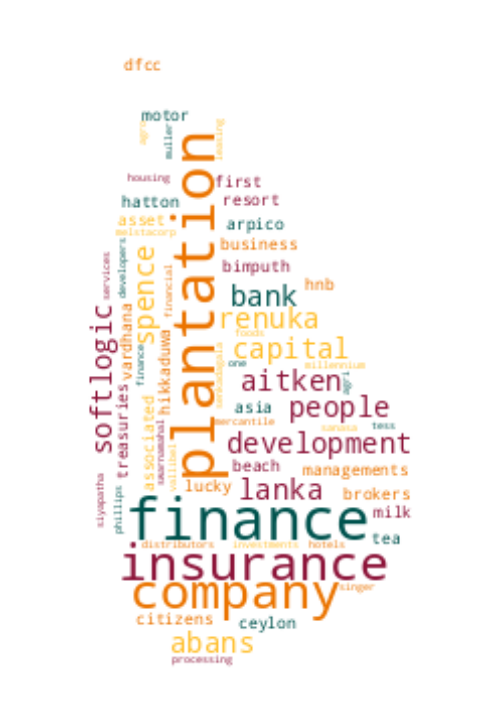 dfcc
motor
agro
muller
leasing
plantation
housing
first
hatton
resort
asset
arpico
melstacorp
business
developers
spence
services
bimputh
financial
hnb
bank
vardhana
renuka
softlogic
hikkaduwa
foods
capital
finance
one
millennium
aitken
treasuries
asia
people
associated
mercantile
tess
sanasa
development
swarnamahal
vallibel
beach
managements
siyapatha
lucky
lanka
brokers
phillips
finance
milk
tea
distributors
investments
hotels
insurance
company
singer
citizens
ceylon
abans
processing